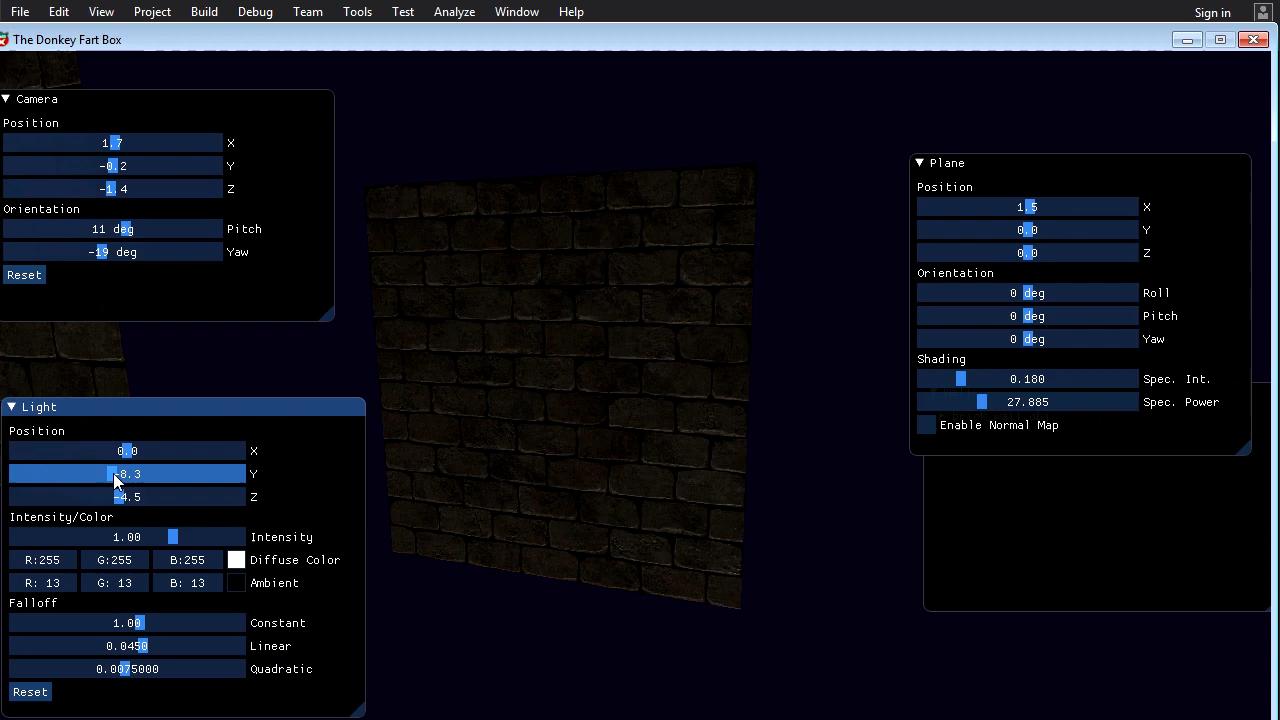 File Edit View Project Build Debug Team Tools Test Analyze Window Help Sign in
The Donkey Fart Box
Camera
Position
1.7 X
-0.2 Y
-1.4 Z
Orientation
11 deg Pitch
-19 deg Yaw
Reset
Plane
Position
1.5 X
0.0 Y
0.0 Z
Orientation
0 deg Roll
0 deg Pitch
0 deg Yaw
Shading
0.180 Spec. Int.
27.885 Spec. Power
Enable Normal Map
Light
Position
0.0 X
-8.3 Y
-4.5 Z
Intensity/Color
1.00 Intensity
R:255 G:255 B:255 Diffuse Color
R: 13 G: 13 B: 13 Ambient
Falloff
1.00 Constant
0.0450 Linear
0.0075000 Quadratic
Reset